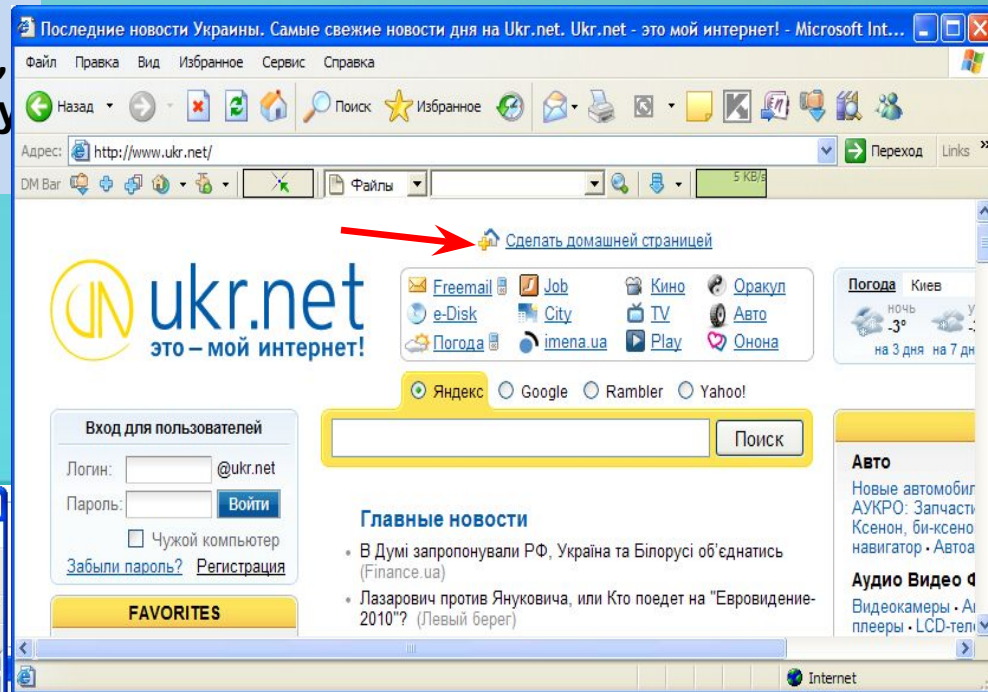 Последние новости Украины. Самые свежие новости дня на Ukr.net. Ukr.net - это мой интернет! - Microsoft Int...
Файл Правка Вид Избранное Сервис Справка
Назад Поиск Избранное
Адрес: http://www.ukr.net/ Переход Links »
DM Bar Файлы 5 KB/s
Сделать домашней страницей
ukr.net
это – мой интернет!
Freemail Job Кино Оракул
e-Disk City TV Авто
Погода imena.ua Play Онона
Погода Киев
ночь
-3°
на 3 дня на 7 дн
Яндекс Google Rambler Yahoo!
Поиск
Вход для пользователей
Логин: @ukr.net
Пароль: Войти
Чужой компьютер
Забыли пароль? Регистрация
FAVORITES
Главные новости
• В Думі запропонували РФ, Україна та Білорусі об’єднатись
(Finance.ua)
• Лазарович против Януковича, или Кто поедет на "Евровидение-
2010"? (Левый берег)
Авто
Новые автомобил
АУКРО: Запчасти
Ксенон, би-ксено
навигатор • Автоа
Аудио Видео Ф
Видеокамеры •
плееры • LCD-теле
Internet